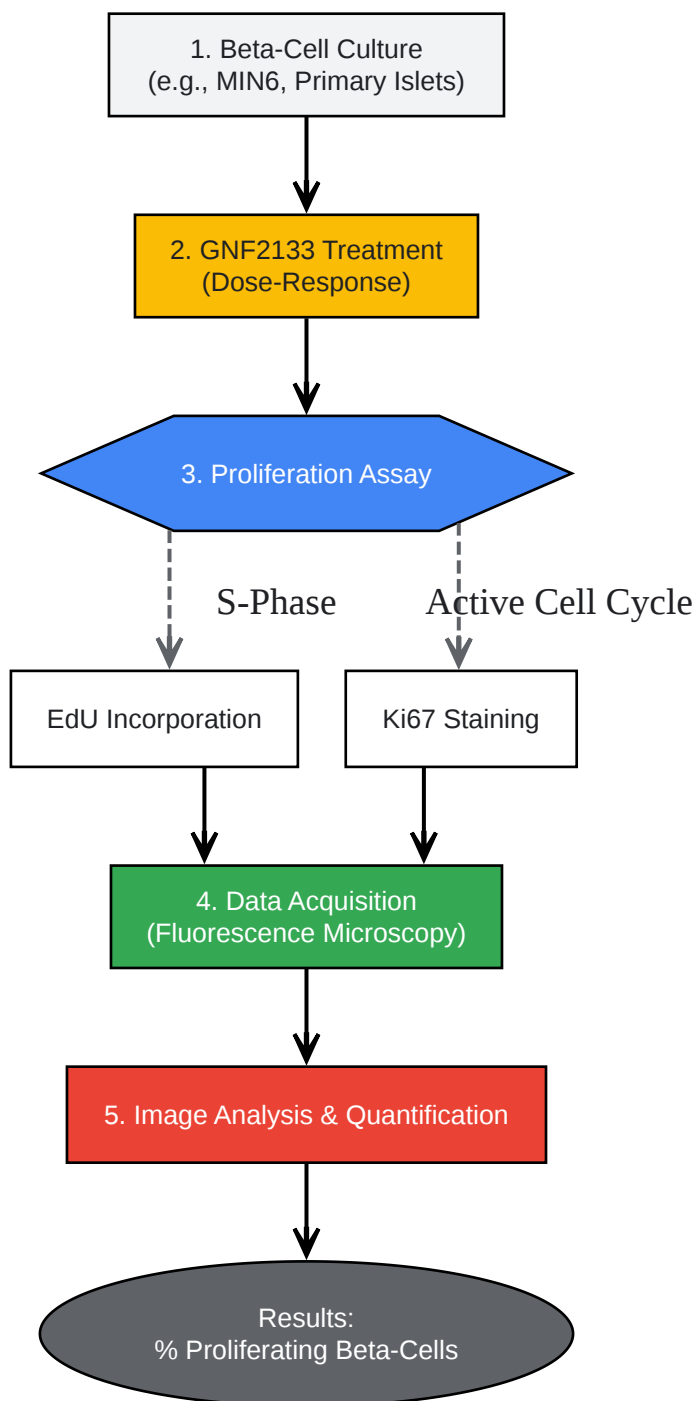 1. Beta-Cell Culture
(e.g., MIN6, Primary Islets)
2. GNF2133 Treatment
(Dose-Response)
3. Proliferation Assay
S-Phase
Active Cell Cycle
EdU Incorporation
Ki67 Staining
4. Data Acquisition
(Fluorescence Microscopy)
5. Image Analysis & Quantification
Results:
% Proliferating Beta-Cells